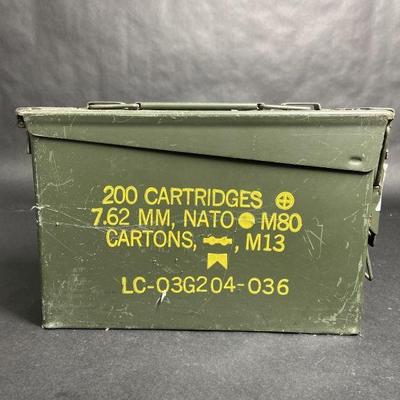 200 CARTRIDGES
7.62 MM, NATO M80
CARTONS, , M13
LC-03G204-036